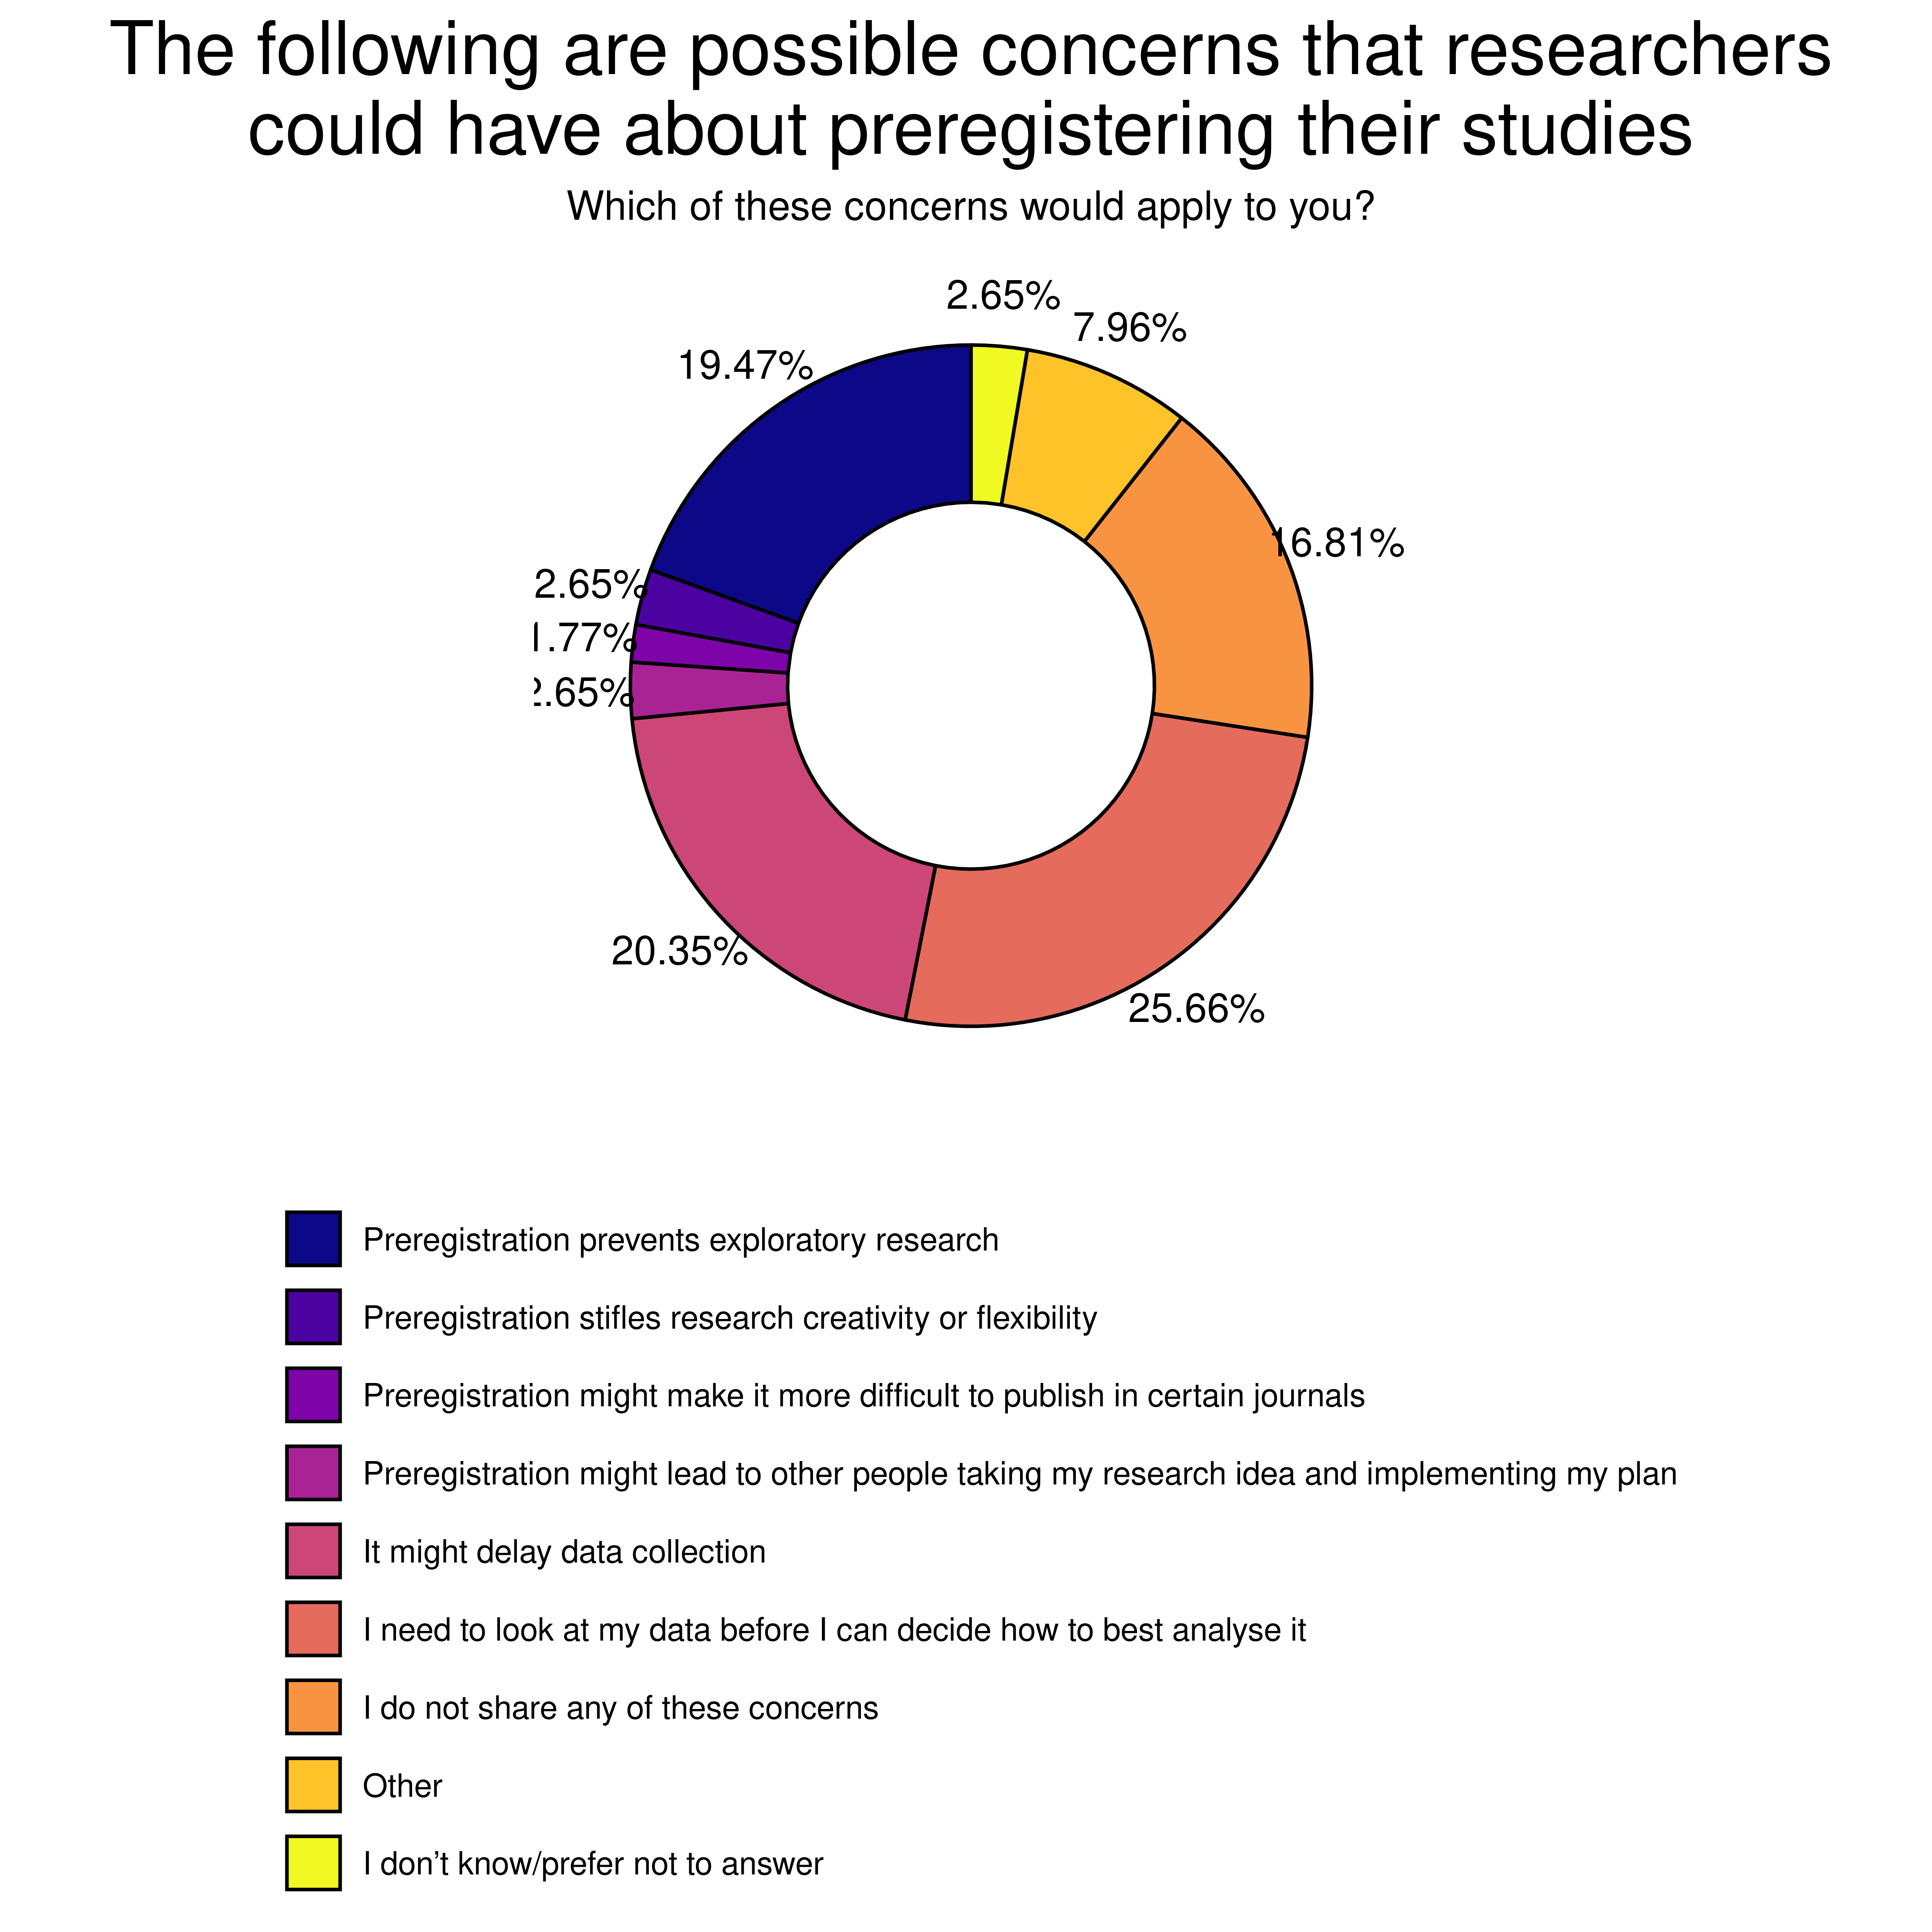 The following are possible concerns that researchers
could have about preregistering their studies
Which of these concerns would apply to you?
2.65%
7.96%
19.47%
16.81%
2.65%
1.77%
2.65%
20.35%
25.66%
Preregistration prevents exploratory research
Preregistration stifles research creativity or flexibility
Preregistration might make it more difficult to publish in certain journals
Preregistration might lead to other people taking my research idea and implementing my plan
It might delay data collection
I need to look at my data before I can decide how to best analyse it
I do not share any of these concerns
Other
I don’t know/prefer not to answer